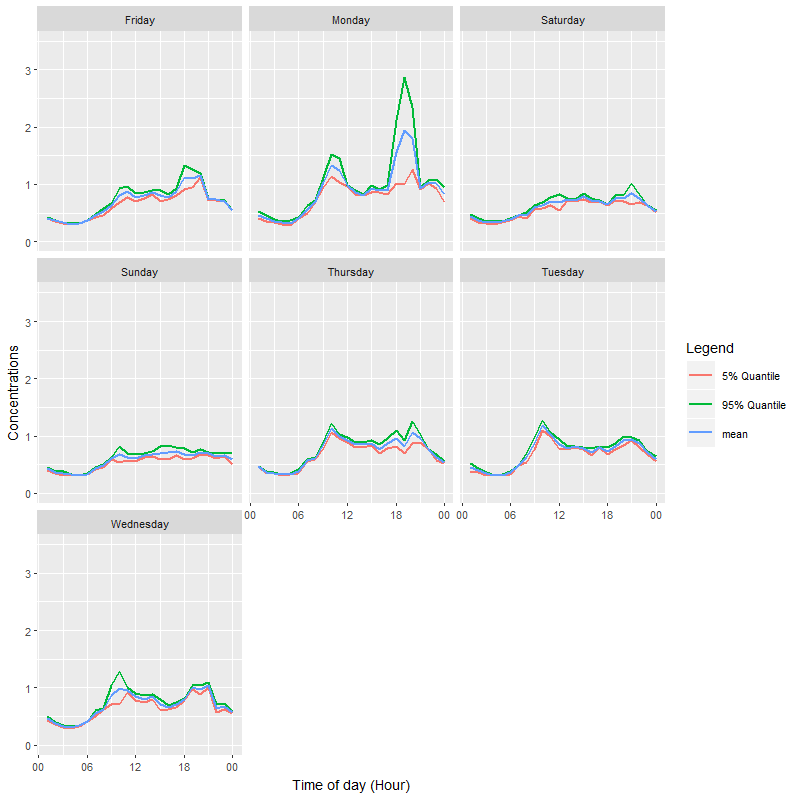 Friday
Monday
Saturday
3
2
1
0
Sunday
Thursday
Tuesday
3
2
1
0
00 06 12 18 00
00 06 12 18 00
Wednesday
3
2
1
0
00 06 12 18 00
Time of day (Hour)
Concentrations
Legend
5% Quantile
95% Quantile
mean